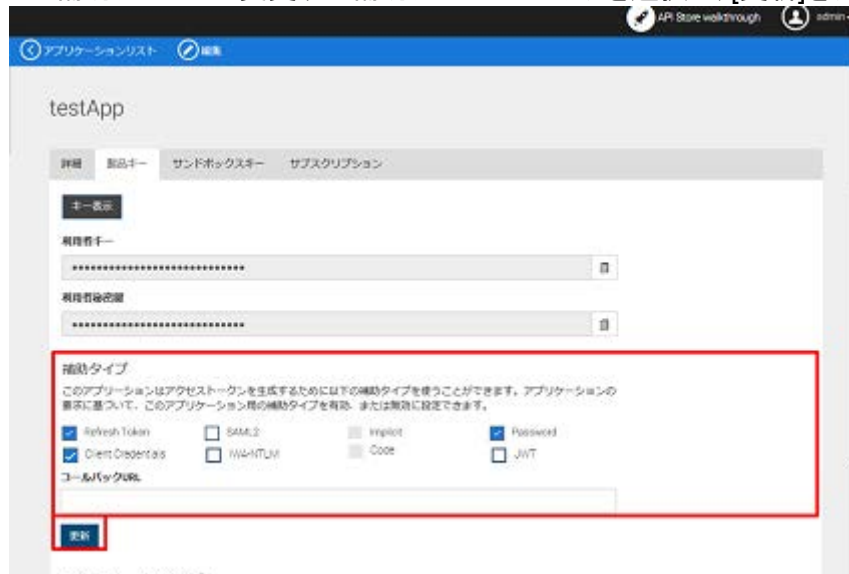 API Store walkthrough admin
アプリケーションリスト 編集
testApp
詳細 製品キー サンドボックスキー サブスクリプション
キー表示
利用者キー
••••••••••••••••••••••••••••
利用者秘密鍵
••••••••••••••••••••••••••••
補助タイプ
このアプリーションはアクセストークンを生成するために以下の補助タイプを使うことができます。アプリケーションの
要求に基づいて、このアプリケーション用の補助タイプを有効、または無効に設定できます。
Refresh Token SAML2 Implicit Password
Client Credentials IWA-NTLM Code JWT
コールバックURL
更新